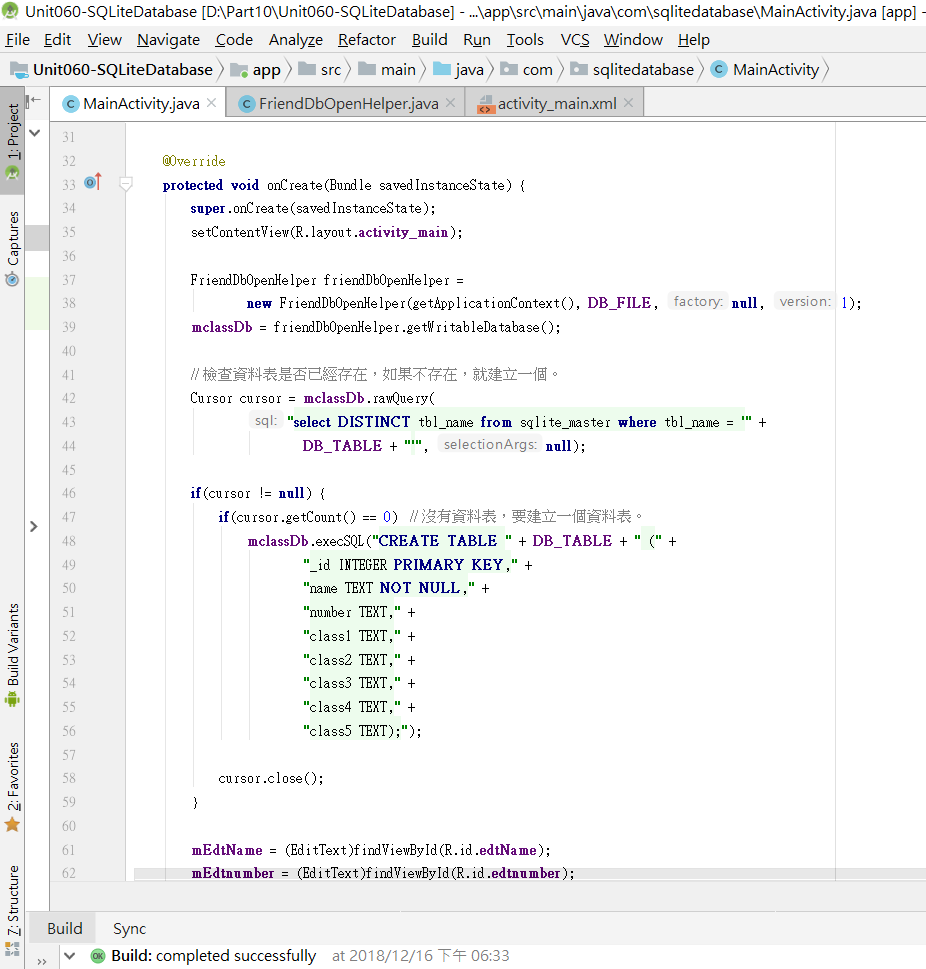 Unit060-SQLiteDatabase [D:\Part10\Unit060-SQLiteDatabase] - ...\app\src\main\java\com\sqlitedatabase\MainActivity.java [app] -
File Edit View Navigate Code Analyze Refactor Build Run Tools VCS Window Help
Unit060-SQLiteDatabase app src main java com sqlitedatabase MainActivity
MainActivity.java FriendDbOpenHelper.java activity_main.xml
1: Project
Captures
Build Variants
2: Favorites
7: Structure
31
32 @Override
33 protected void onCreate(Bundle savedInstanceState) {
34 super.onCreate(savedInstanceState);
35 setContentView(R.layout.activity_main);
36
37 FriendDbOpenHelper friendDbOpenHelper =
38 new FriendDbOpenHelper(getApplicationContext(), DB_FILE, factory: null, version: 1);
39 mclassDb = friendDbOpenHelper.getWritableDatabase();
40
41 // 檢查資料表是否已經存在，如果不存在，就建立一個。
42 Cursor cursor = mclassDb.rawQuery(
43 sql: "select DISTINCT tbl_name from sqlite_master where tbl_name = '" +
44 DB_TABLE + "'", selectionArgs: null);
45
46 if(cursor != null) {
47 if(cursor.getCount() == 0) // 沒有資料表，要建立一個資料表。
48 mclassDb.execSQL("CREATE TABLE " + DB_TABLE + " (" +
49 "_id INTEGER PRIMARY KEY," +
50 "name TEXT NOT NULL," +
51 "number TEXT," +
52 "class1 TEXT," +
53 "class2 TEXT," +
54 "class3 TEXT," +
55 "class4 TEXT," +
56 "class5 TEXT);");
57
58 cursor.close();
59 }
60
61 mEdtName = (EditText)findViewById(R.id.edtName);
62 mEdtnumber = (EditText)findViewById(R.id.edtnumber);
Build Sync
OK Build: completed successfully at 2018/12/16 下午 06:33